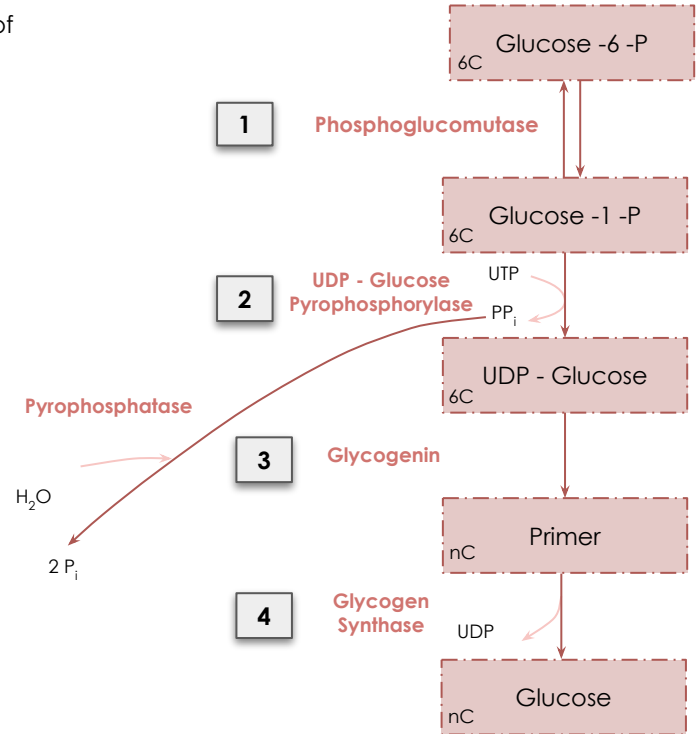 of
Glucose -6 -P
6C
1
Phosphoglucomutase
Glucose -1 -P
6C
2
UDP - Glucose
Pyrophosphorylase
UTP
PPi
UDP - Glucose
6C
Pyrophosphatase
H2O
2 Pi
3
Glycogenin
Primer
nC
4
Glycogen
Synthase
UDP
Glucose
nC